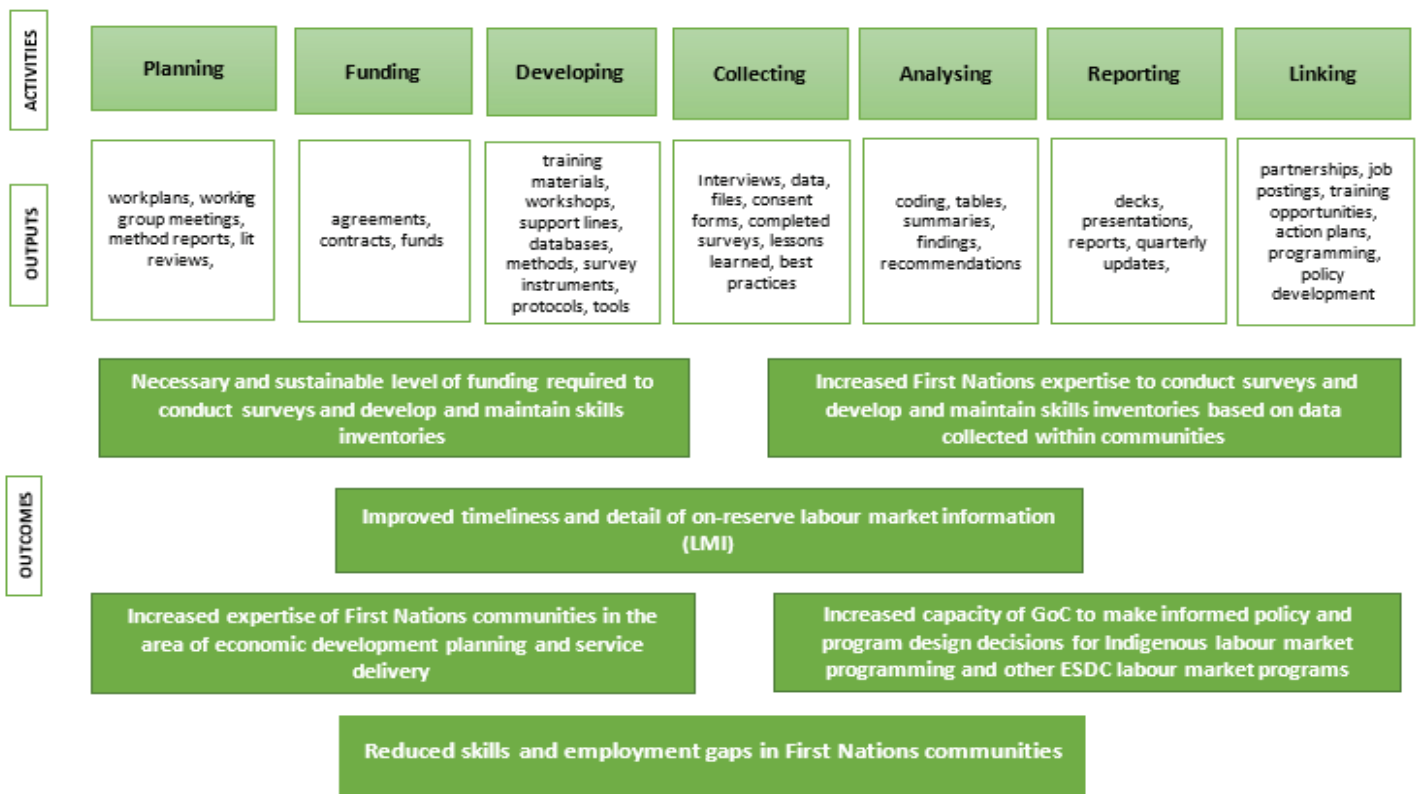 ACTIVITIES
Planning
Funding
Developing
Collecting
Analysing
Reporting
Linking
OUTPUTS
workplans, working
group meetings,
method reports, lit
reviews,
agreements,
contracts, funds
training
materials,
workshops,
support lines,
databases,
methods, survey
instruments,
protocols, tools
Interviews, data,
files, consent
forms, completed
surveys, lessons
learned, best
practices
coding, tables,
summaries,
findings,
recommendations
decks,
presentations,
reports, quarterly
updates,
partnerships, job
postings, training
opportunities,
action plans,
programming,
policy
development
OUTCOMES
Necessary and sustainable level of funding required to
conduct surveys and develop and maintain skills
inventories
Increased First Nations expertise to conduct surveys and
develop and maintain skills inventories based on data
collected within communities
Improved timeliness and detail of on-reserve labour market information
(LMI)
Increased expertise of First Nations communities in the
area of economic development planning and service
delivery
Increased capacity of GoC to make informed policy and
program design decisions for Indigenous labour market
programming and other ESDC labour market programs
Reduced skills and employment gaps in First Nations communities